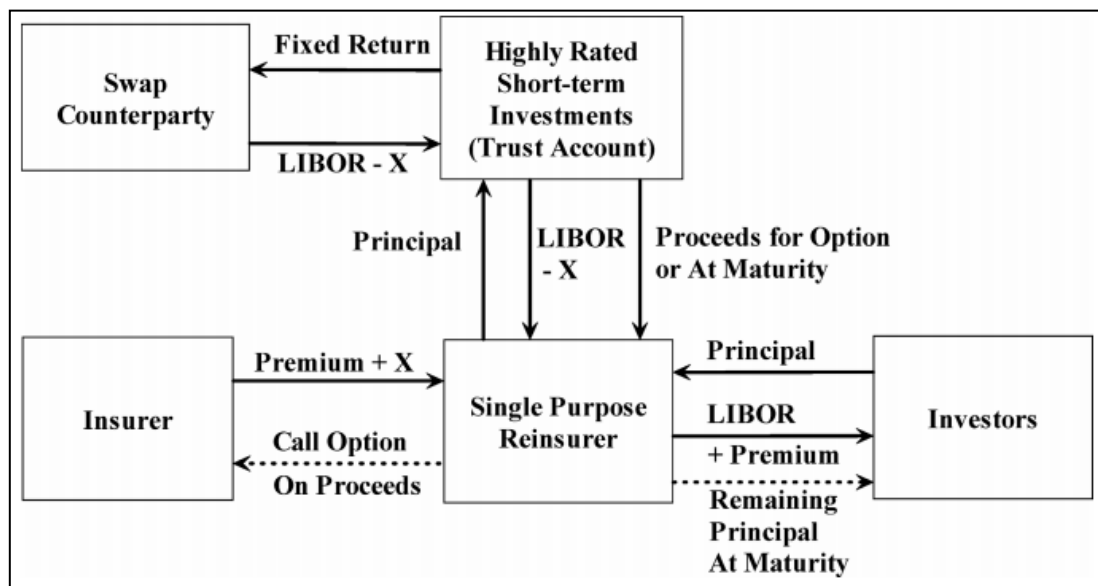 Fixed Return
Swap
Counterparty
LIBOR - X
Highly Rated
Short-term
Investments
(Trust Account)
Principal
LIBOR
- X
Proceeds for Option
or At Maturity
Insurer
Premium + X
Call Option
On Proceeds
Single Purpose
Reinsurer
Principal
LIBOR
+ Premium
Remaining
Principal
At Maturity
Investors